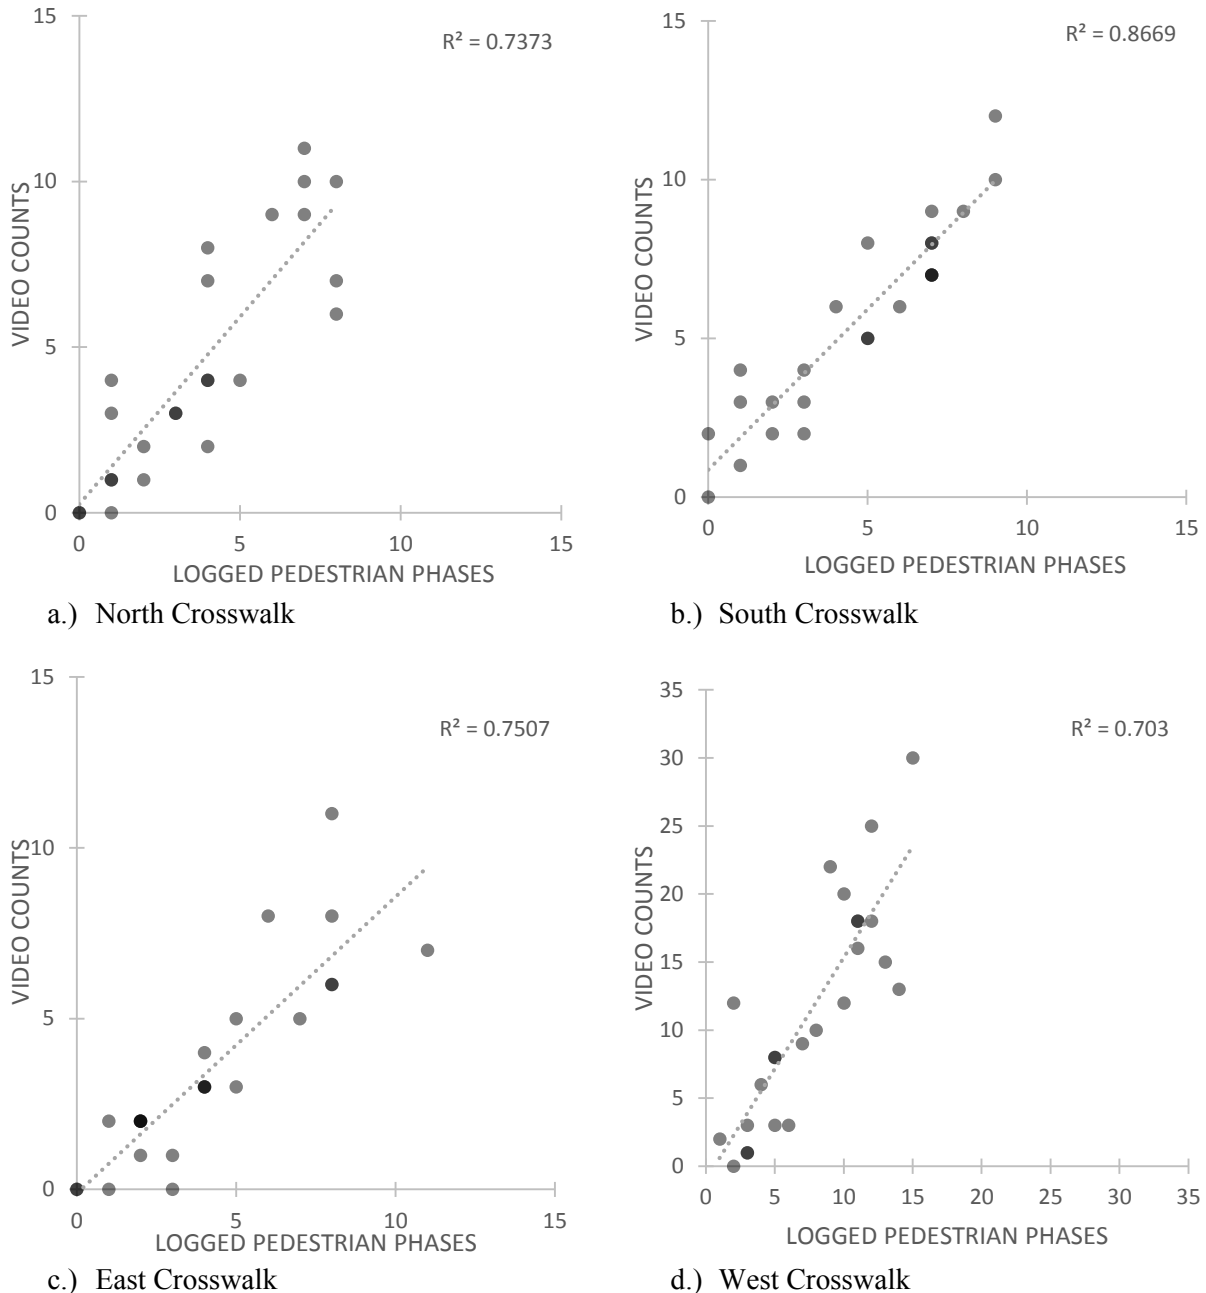 15
R² = 0.7373
10
5
0
VIDEO COUNTS
0 5 10 15
LOGGED PEDESTRIAN PHASES
a.) North Crosswalk
15
R² = 0.8669
10
5
0
VIDEO COUNTS
0 5 10 15
LOGGED PEDESTRIAN PHASES
b.) South Crosswalk
15
R² = 0.7507
10
5
0
VIDEO COUNTS
0 5 10 15
LOGGED PEDESTRIAN PHASES
c.) East Crosswalk
35
R² = 0.703
30
25
20
15
10
5
0
VIDEO COUNTS
0 5 10 15 20 25 30 35
LOGGED PEDESTRIAN PHASES
d.) West Crosswalk